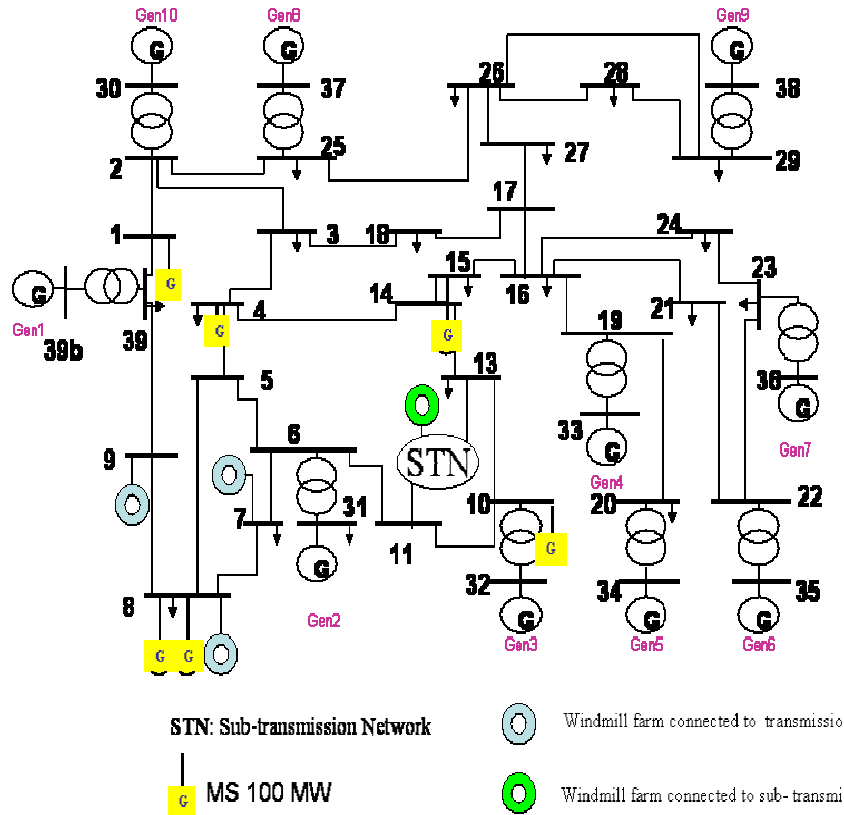 Gen10
Gen8
Gen9
G
G
G
30
37
26
28
38
2
25
27
29
17
1
3
18
24
15
16
23
G
G
14
21
Gen1
39b
39
G
4
G
19
13
5
36
G
33
G
Gen7
6
9
STN
Gen4
7
31
10
20
22
11
G
G
32
34
35
8
G
G
G
G
G
Gen2
Gen3
Gen5
Gen6
STN: Sub-transmission Network
Windmill farm connected to transmissio
G MS 100 MW
Windmill farm connected to sub-transmi